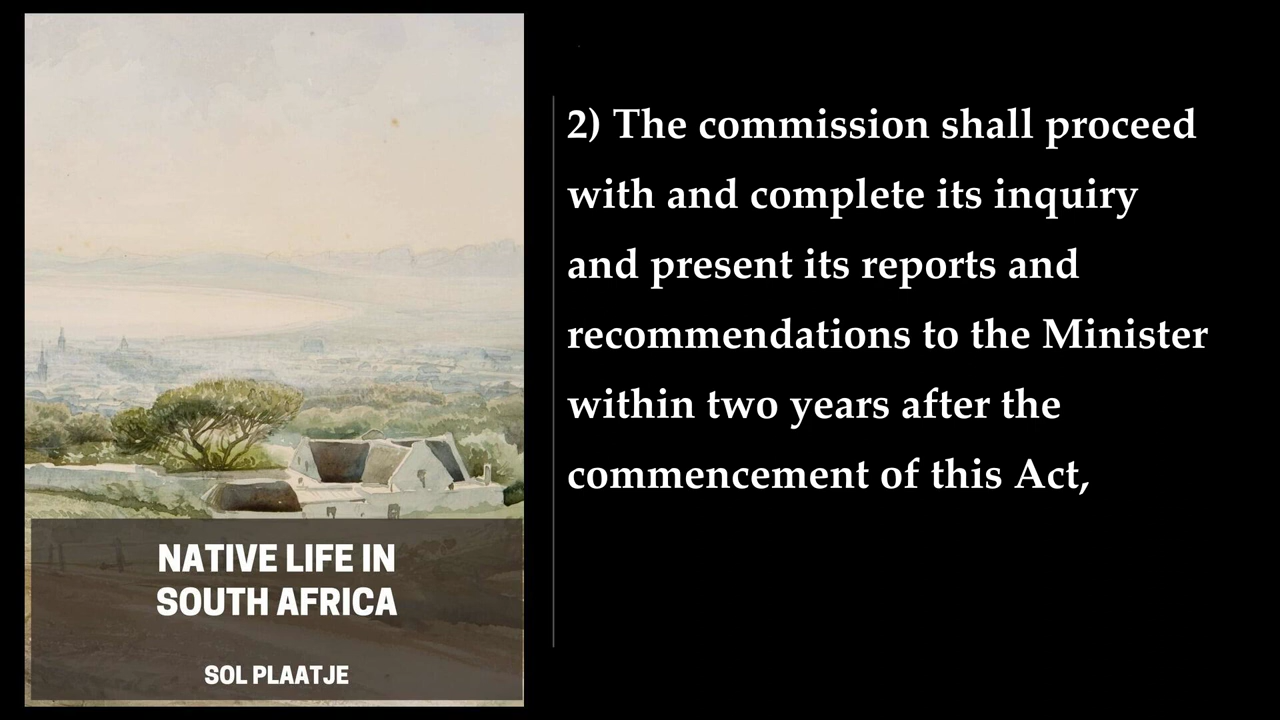 NATIVE LIFE IN
SOUTH AFRICA
SOL PLAATJE
2) The commission shall proceed
with and complete its inquiry
and present its reports and
recommendations to the Minister
within two years after the
commencement of this Act,